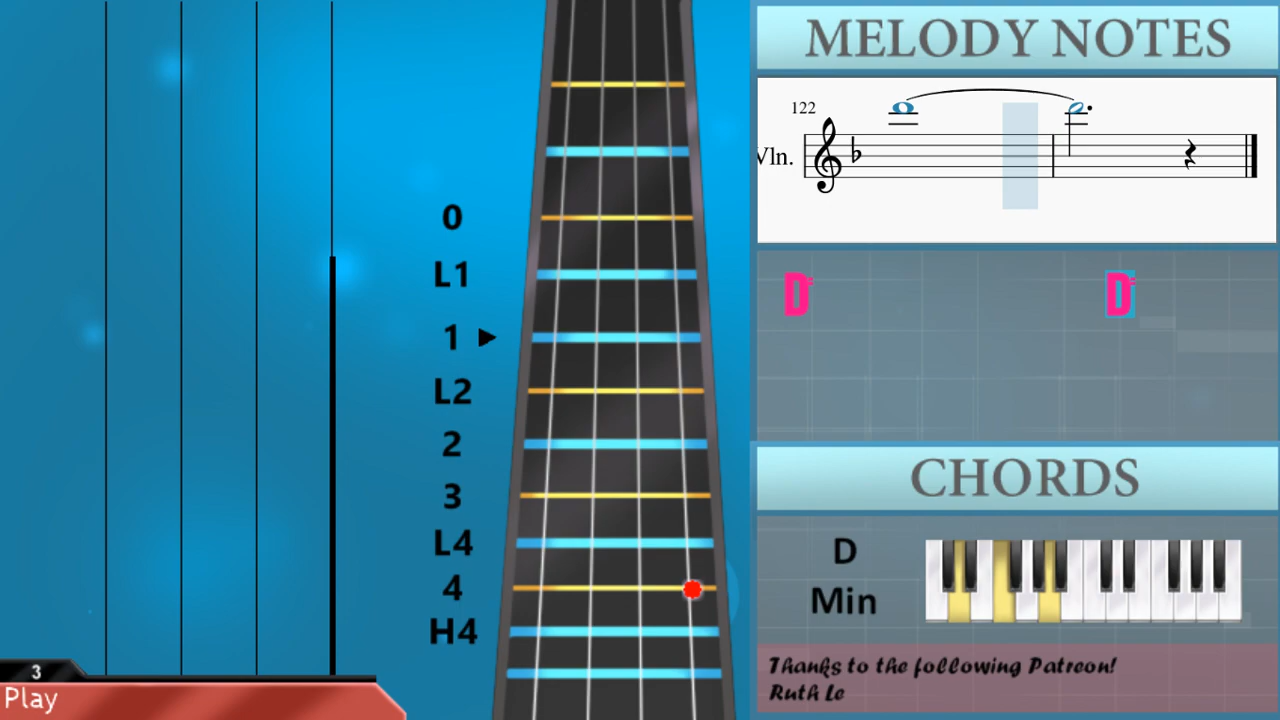 MELODY NOTES
122
Vln.
0
L1
1
L2
2
3
L4
4
H4
D
D
CHORDS
D
Min
Thanks to the following Patreon!
Ruth Le
3
Play